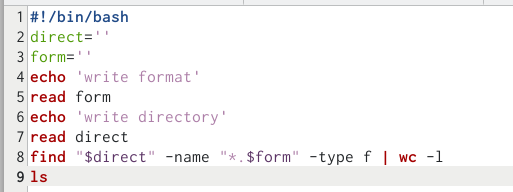 1 #!/bin/bash
2 direct=''
3 form=''
4 echo 'write format'
5 read form
6 echo 'write directory'
7 read direct
8 find "$direct" -name "*.$form" -type f | wc -l
9 ls